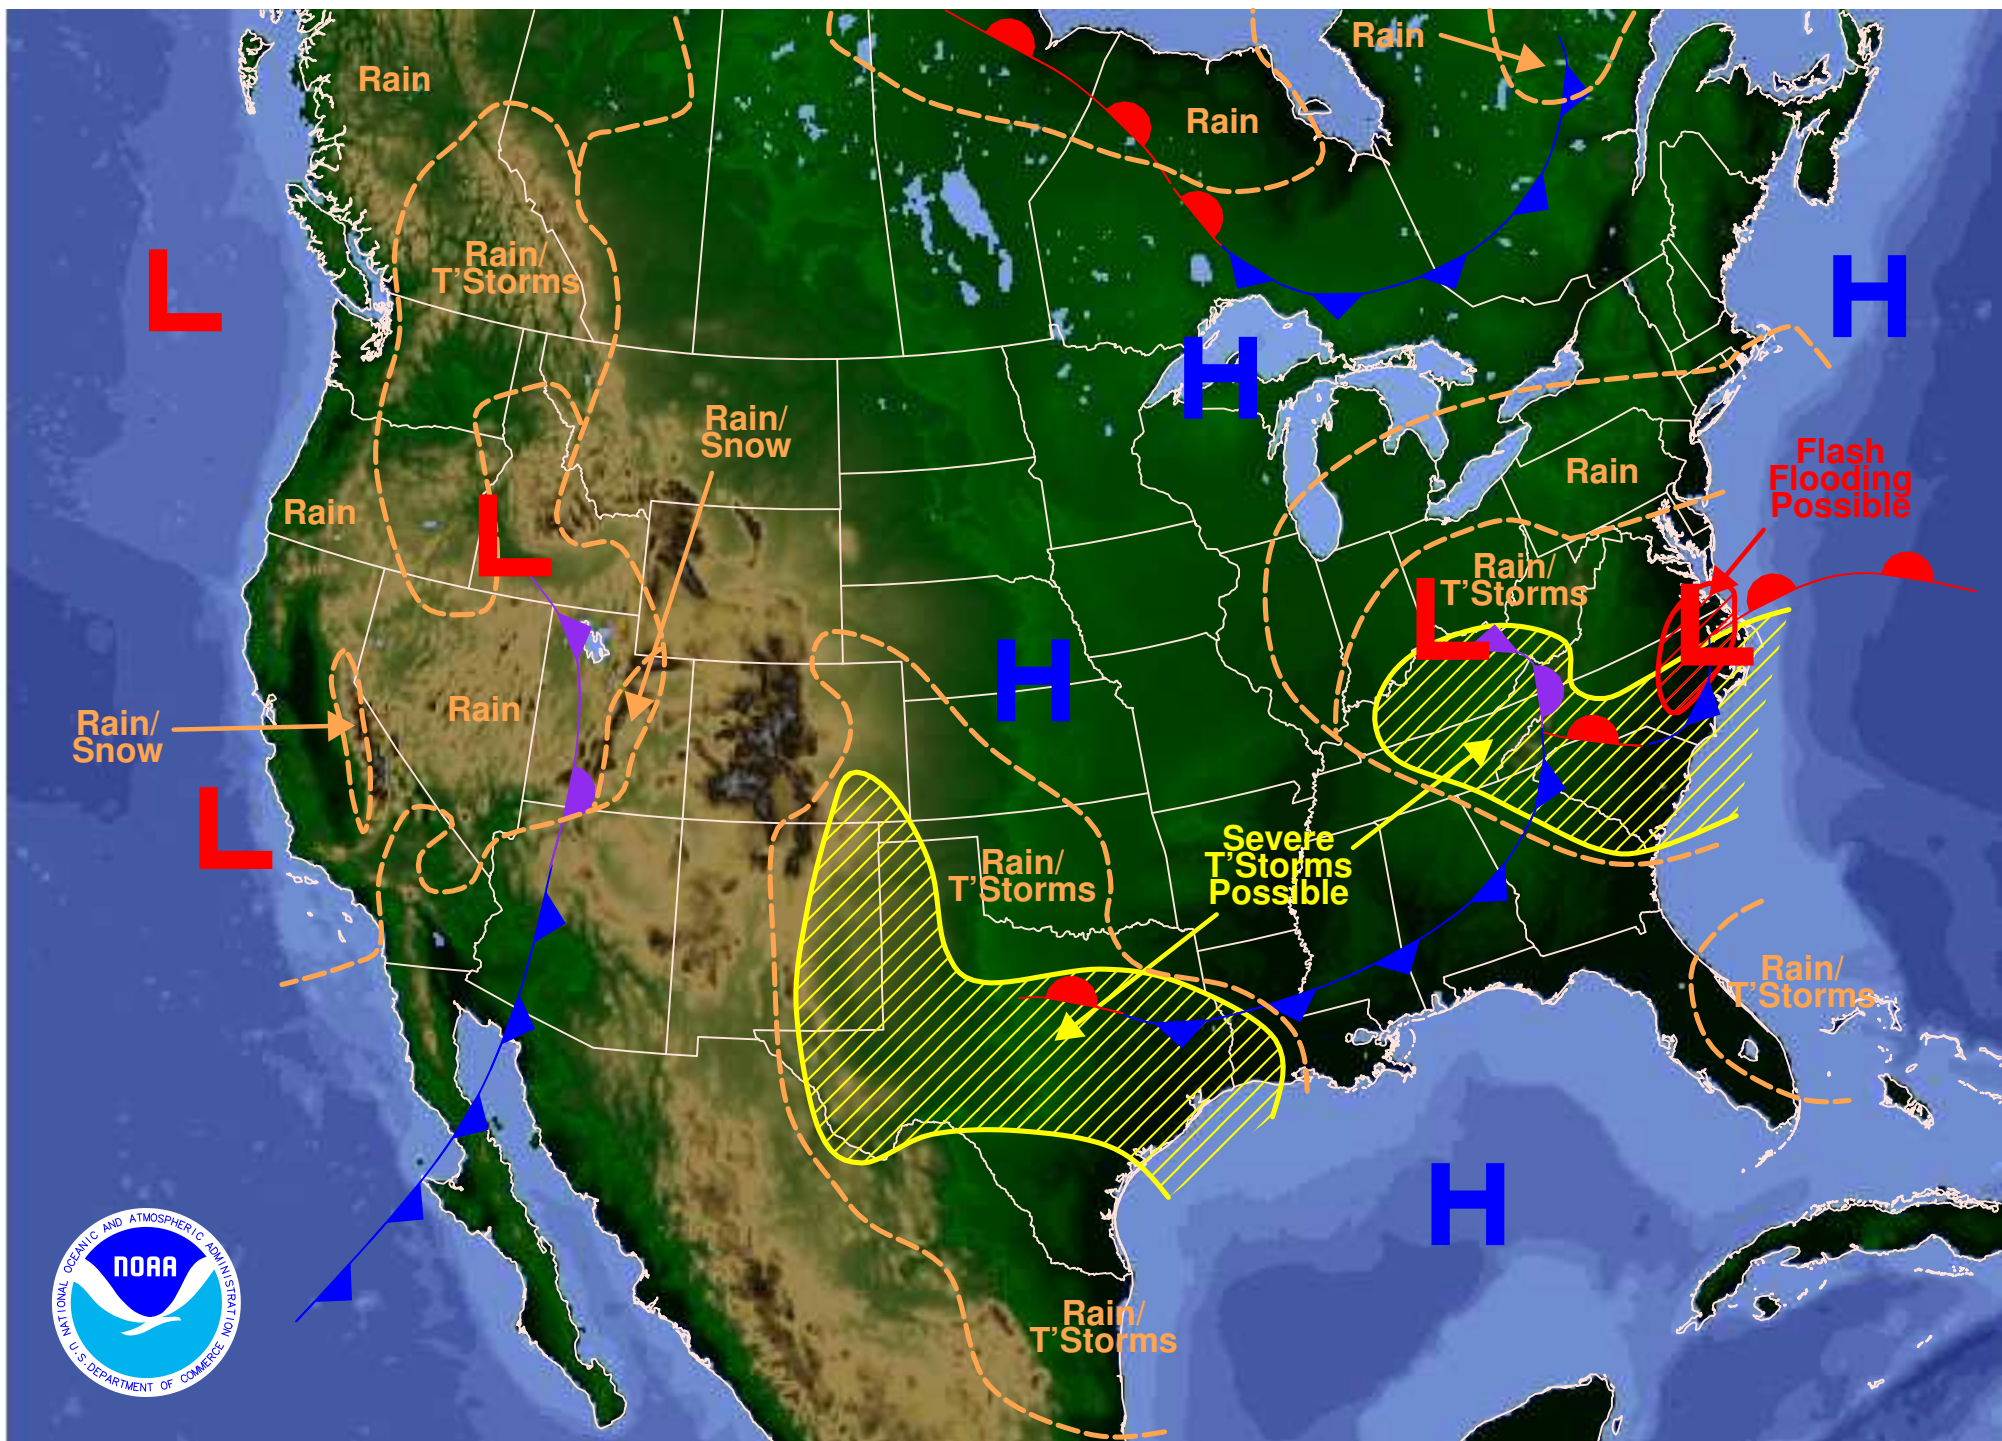 Rain
Rain
Rain
Rain/
T'Storms
L
H
H
Rain/
Snow
Flash
Flooding
Possible
Rain
Rain
L
Rain/
T'Storms
L
L
H
Rain
Rain/
Snow
L
Severe
T'Storms
Possible
Rain/
T'Storms
Rain/
T'Storms
H
Rain/
T'Storms
NATIONAL OCEANIC AND ATMOSPHERIC ADMINISTRATION
NOAA
U.S. DEPARTMENT OF COMMERCE